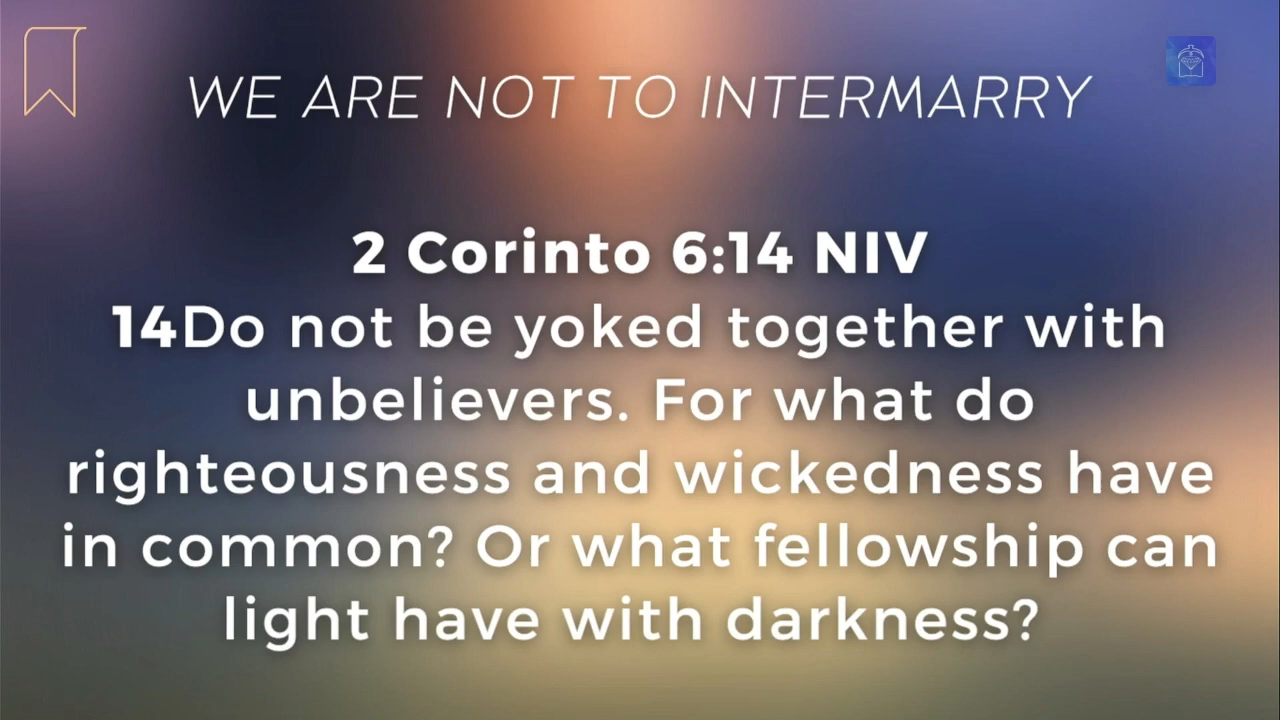 WE ARE NOT TO INTERMARRY
2 Corinto 6:14 NIV
14Do not be yoked together with
unbelievers. For what do
righteousness and wickedness have
in common? Or what fellowship can
light have with darkness?